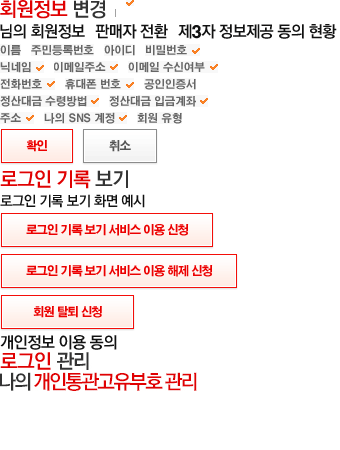 회원정보 변경
님의 회원정보 판매자 전환 제3자 정보제공 동의 현황
이름 주민등록번호 아이디 비밀번호
닉네임 이메일주소 이메일 수신여부
전화번호 휴대폰 번호 공인인증서
정산대금 수령방법 정산대금 입금계좌
주소 나의 SNS 계정 회원 유형
확인 취소
로그인 기록 보기
로그인 기록 보기 화면 예시
로그인 기록 보기 서비스 이용 신청
로그인 기록 보기 서비스 이용 해제 신청
회원 탈퇴 신청
개인정보 이용 동의
로그인 관리
나의 개인통관고유부호 관리